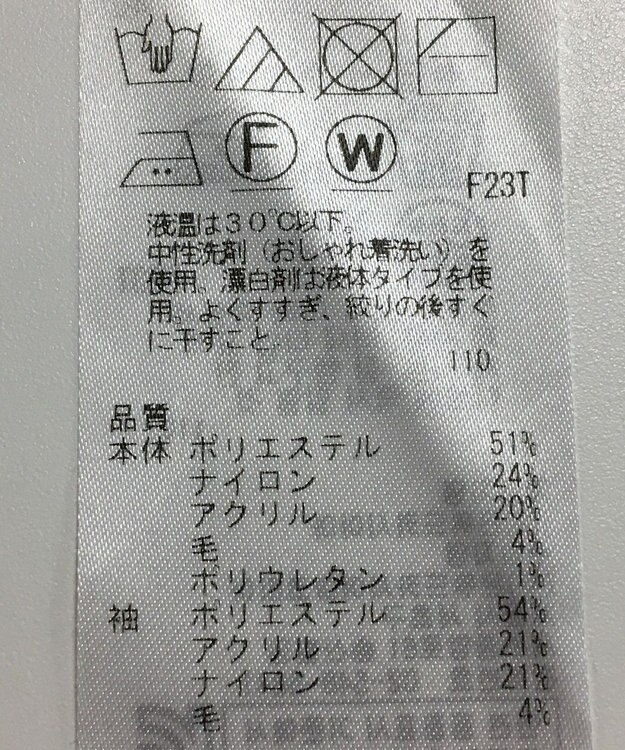 F W F23T
液温は30℃以下。
中性洗剤(おしゃれ着洗い)を
使用。漂白剤は液体タイプを使
用。よくすすぎ、絞りの後すぐ
に干すこと.
110
品質
本体 ポリエステル 51%
ナイロン 24%
アクリル 20%
毛 4%
ポリウレタン 1%
袖 ポリエステル 54%
アクリル 21%
ナイロン 21%
毛 4%